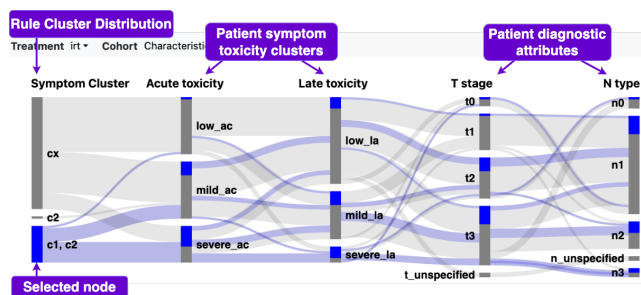 Rule Cluster Distribution
Patient symptom
toxicity clusters
Patient diagnostic
attributes
Treatment irt Cohort Characteristi
Symptom Cluster Acute toxicity Late toxicity T stage N type
cx
c2
c1, c2
low_ac
mild_ac
severe_ac
low_la
mild_la
severe_la
t0
t1
t2
t3
t_unspecified
n0
n1
n2
n_unspecified
n3
Selected node